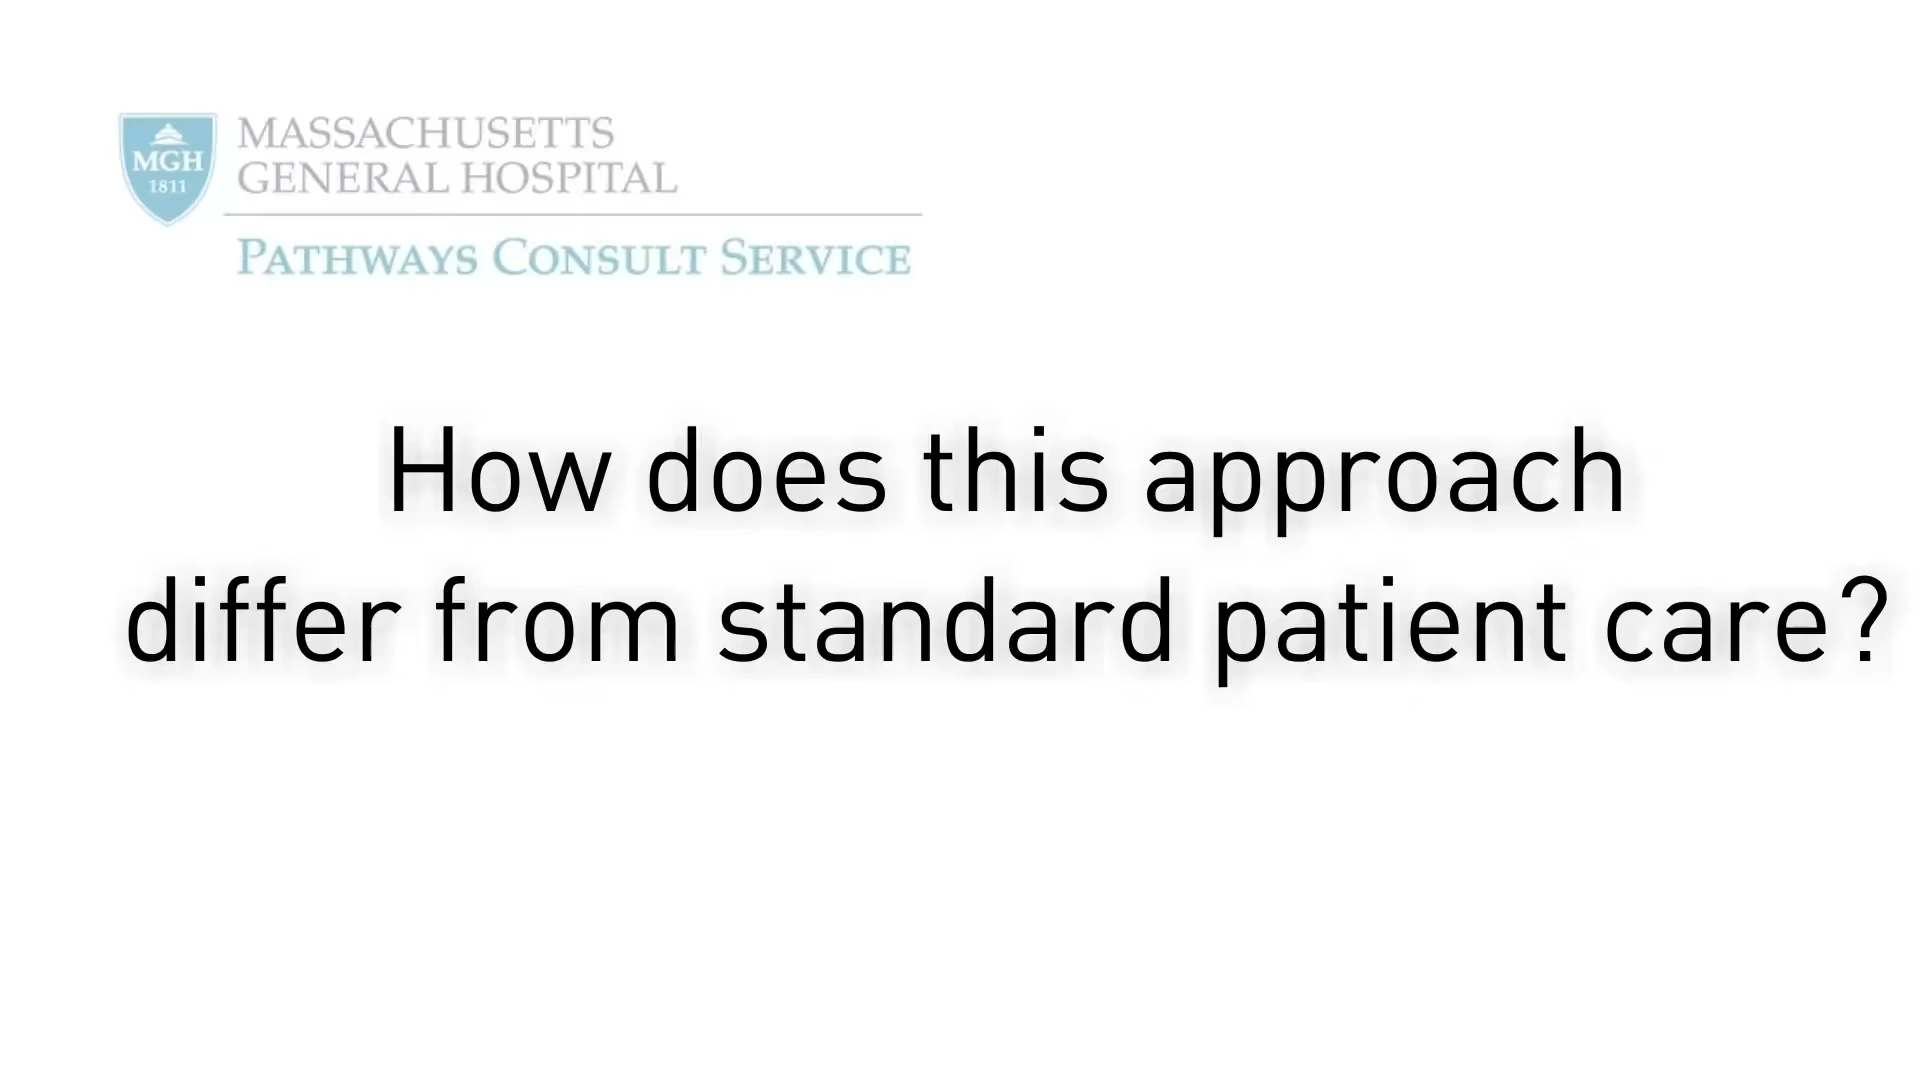 MGH
1811
MASSACHUSETTS
GENERAL HOSPITAL
PATHWAYS CONSULT SERVICE
How does this approach
differ from standard patient care?